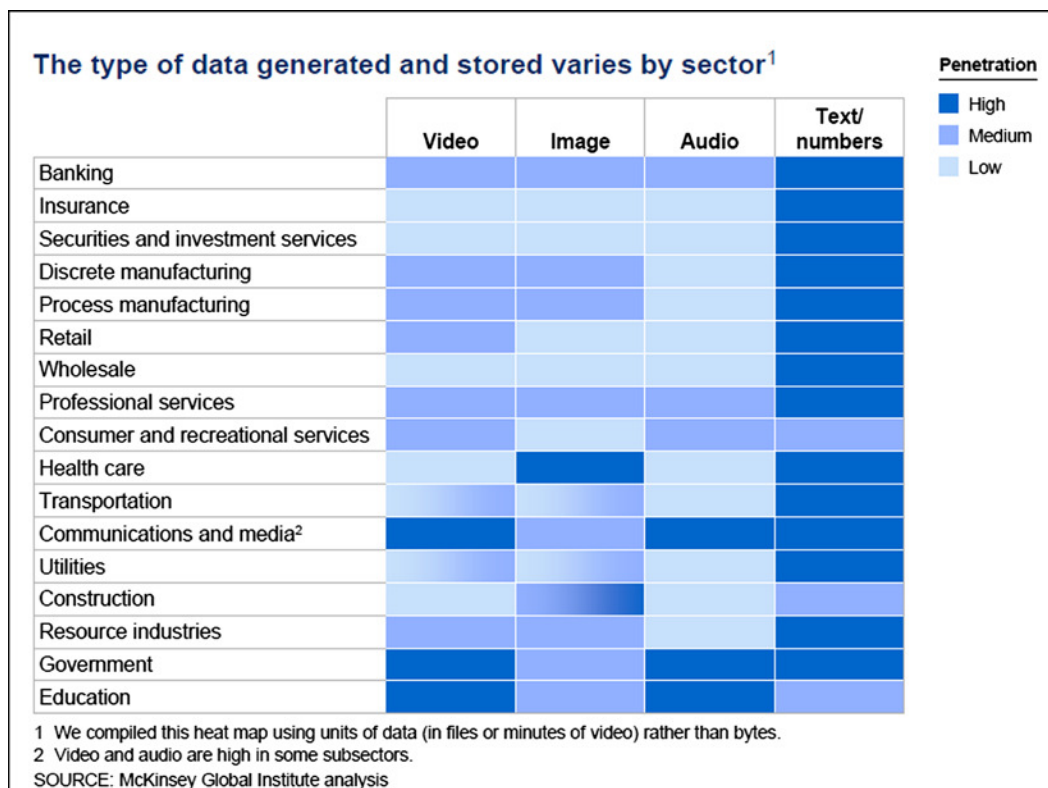 The type of data generated and stored varies by sector1
Penetration
High
Medium
Low
Video Image Audio Text/
numbers
Banking
Insurance
Securities and investment services
Discrete manufacturing
Process manufacturing
Retail
Wholesale
Professional services
Consumer and recreational services
Health care
Transportation
Communications and media2
Utilities
Construction
Resource industries
Government
Education
1 We compiled this heat map using units of data (in files or minutes of video) rather than bytes.
2 Video and audio are high in some subsectors.
SOURCE: McKinsey Global Institute analysis